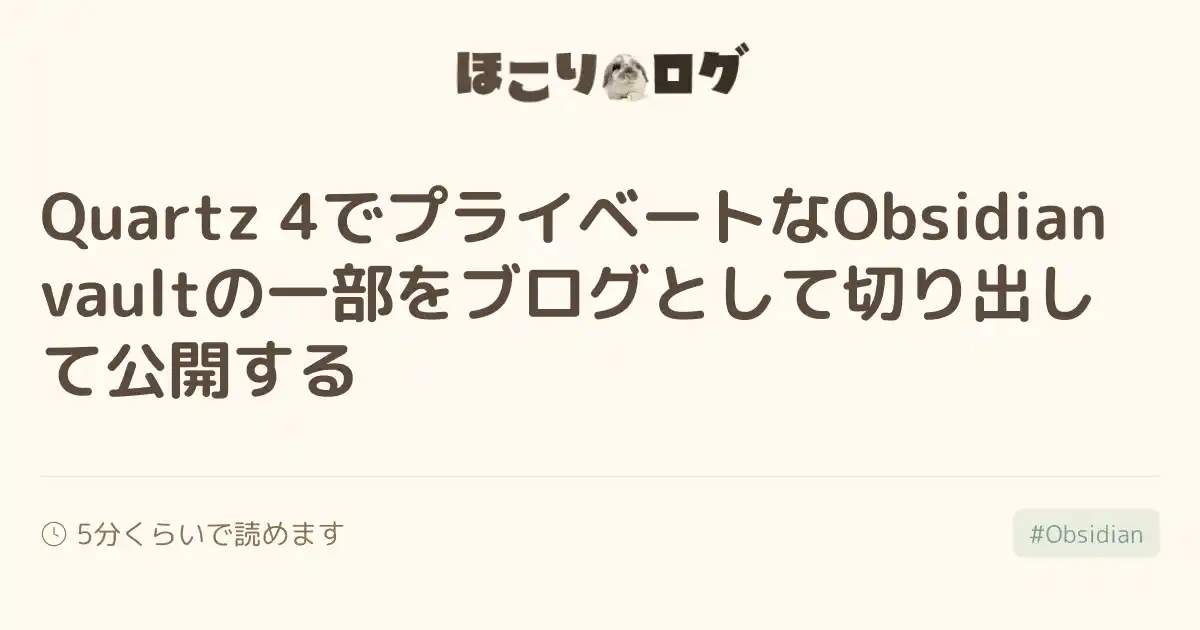 ほこりログ
Quartz 4でプライベートなObsidian
vaultの一部をブログとして切り出し
て公開する
5分くらいで読めます
#Obsidian